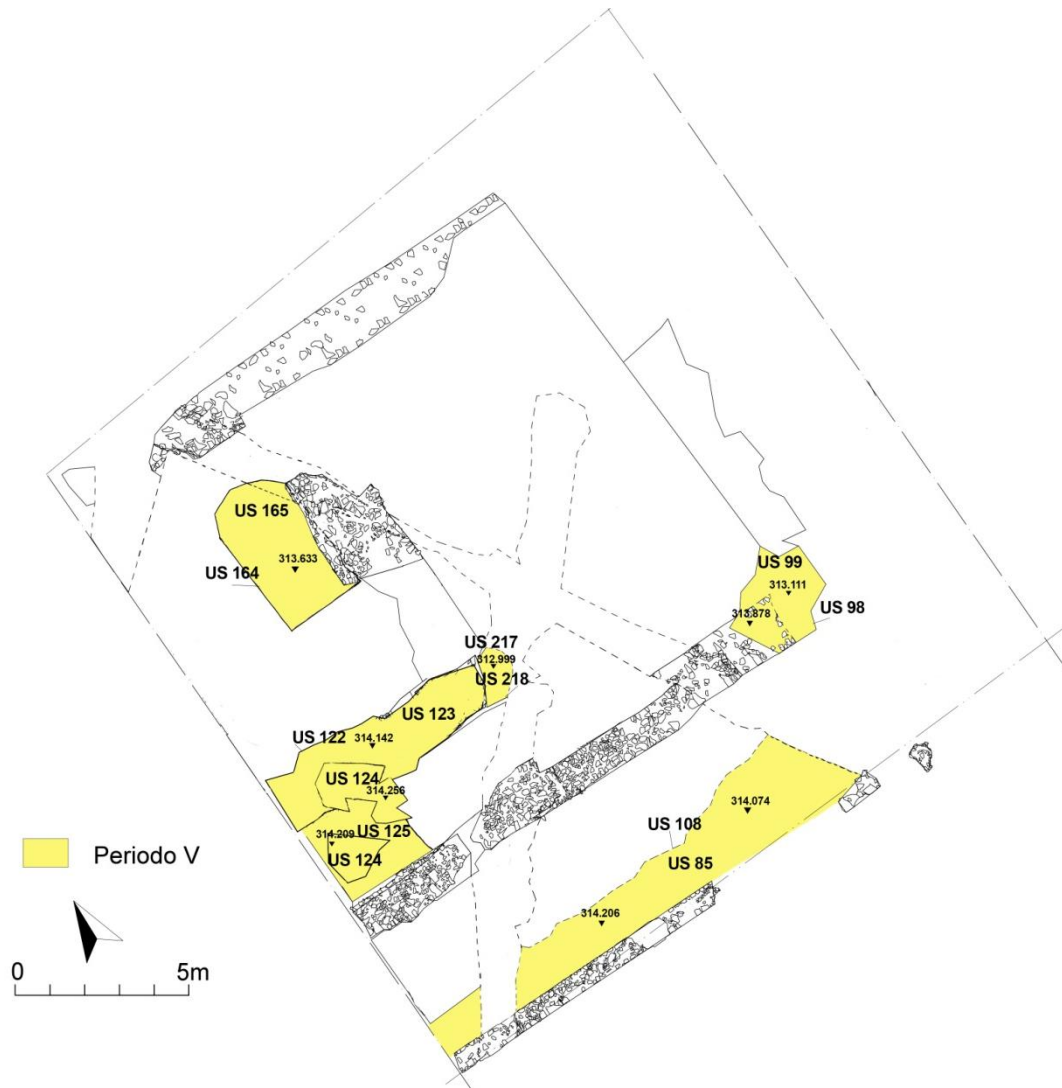 US 165
313.633
US 164
US 99
313.111
US 98
313.878
US 217
312.999
US 218
US 123
US 122
314.142
US 124
314.256
US 125
314.209
US 124
314.074
US 108
US 85
314.206
Periodo V
0 5m